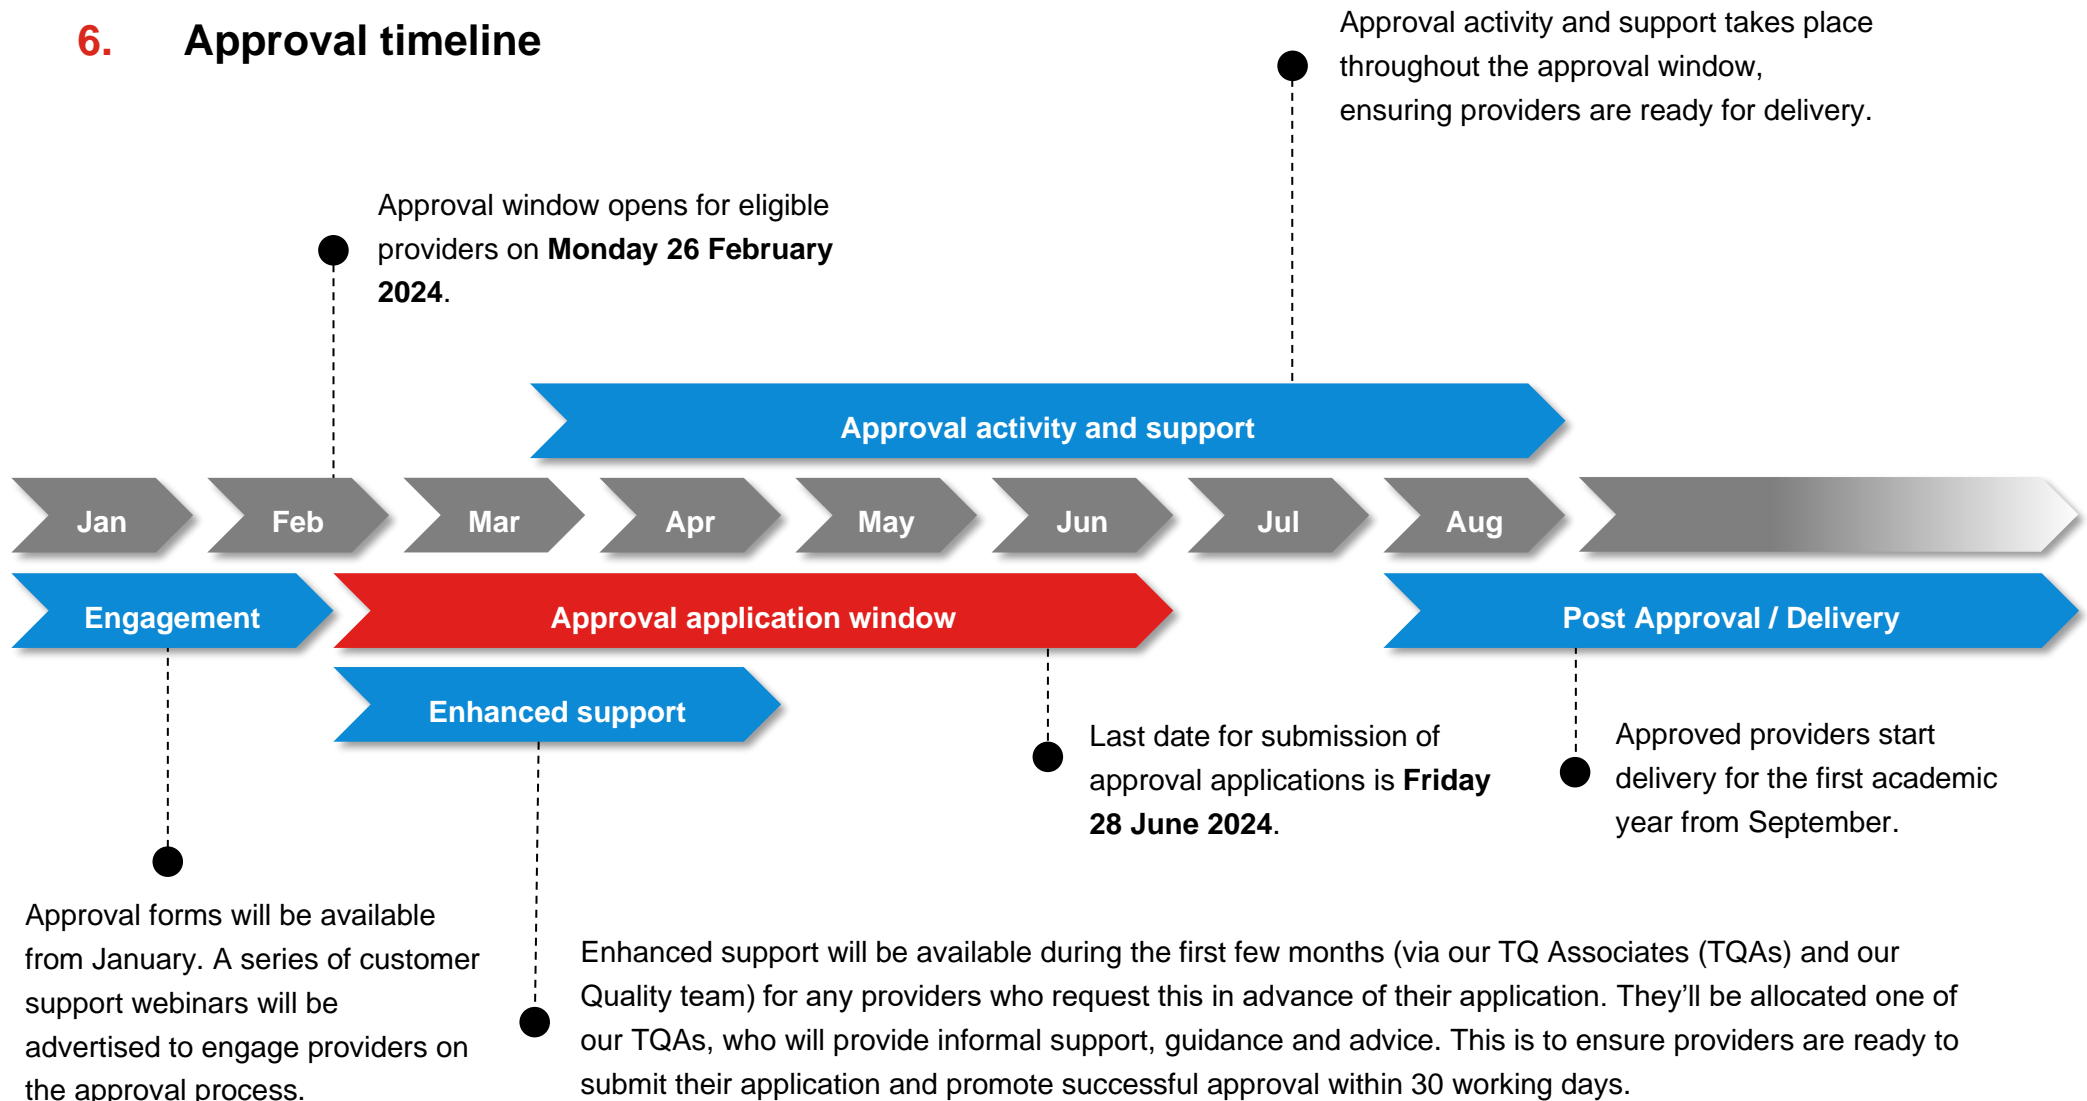 6. Approval timeline
Approval activity and support takes place
throughout the approval window,
ensuring providers are ready for delivery.
Approval window opens for eligible
providers on Monday 26 February
2024.
Approval activity and support
Jan Feb Mar Apr May Jun Jul Aug
Engagement Approval application window Post Approval / Delivery
Enhanced support
Last date for submission of
approval applications is Friday
28 June 2024.
Approved providers start
delivery for the first academic
year from September.
Approval forms will be available
from January. A series of customer
support webinars will be
advertised to engage providers on
the approval process.
Enhanced support will be available during the first few months (via our TQ Associates (TQAs) and our
Quality team) for any providers who request this in advance of their application. They’ll be allocated one of
our TQAs, who will provide informal support, guidance and advice. This is to ensure providers are ready to
submit their application and promote successful approval within 30 working days.